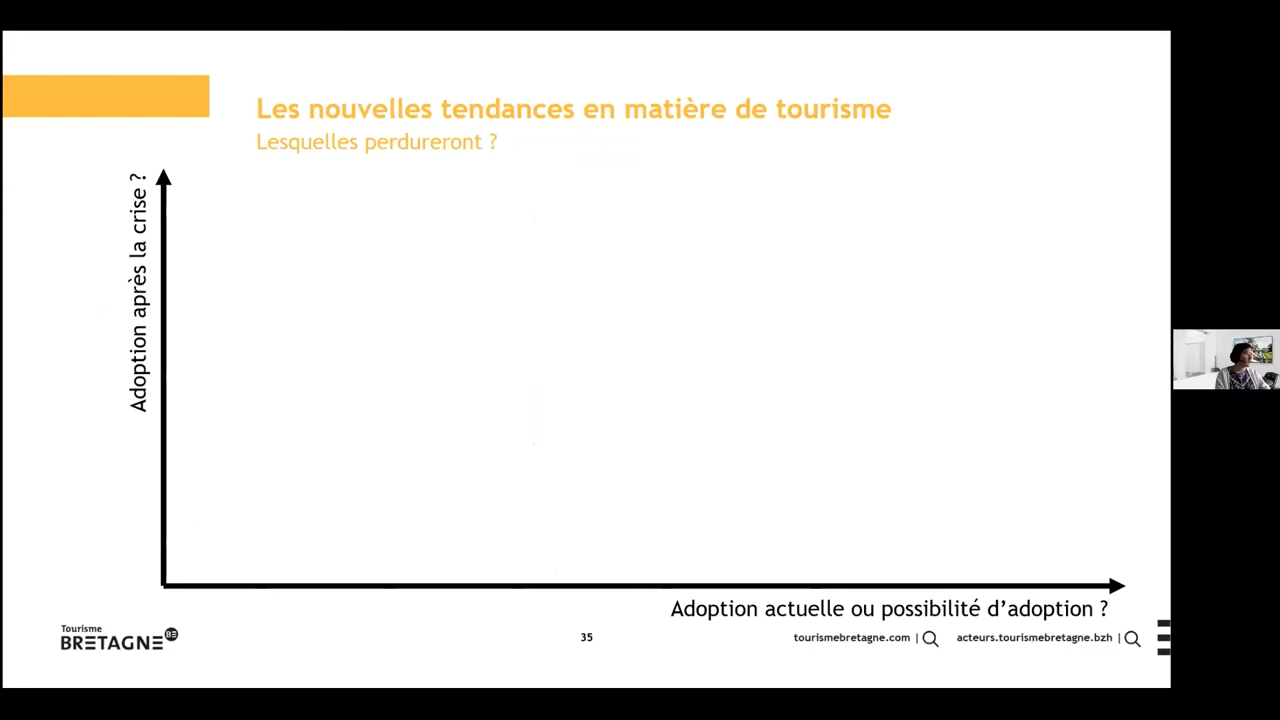 Les nouvelles tendances en matière de tourisme
Lesquelles perdureront ?
Adoption après la crise ?
Adoption actuelle ou possibilité d’adoption ?
Tourisme
BRETAGNE BE
35
tourismebretagne.com |
acteurs.tourismebretagne.bzh |